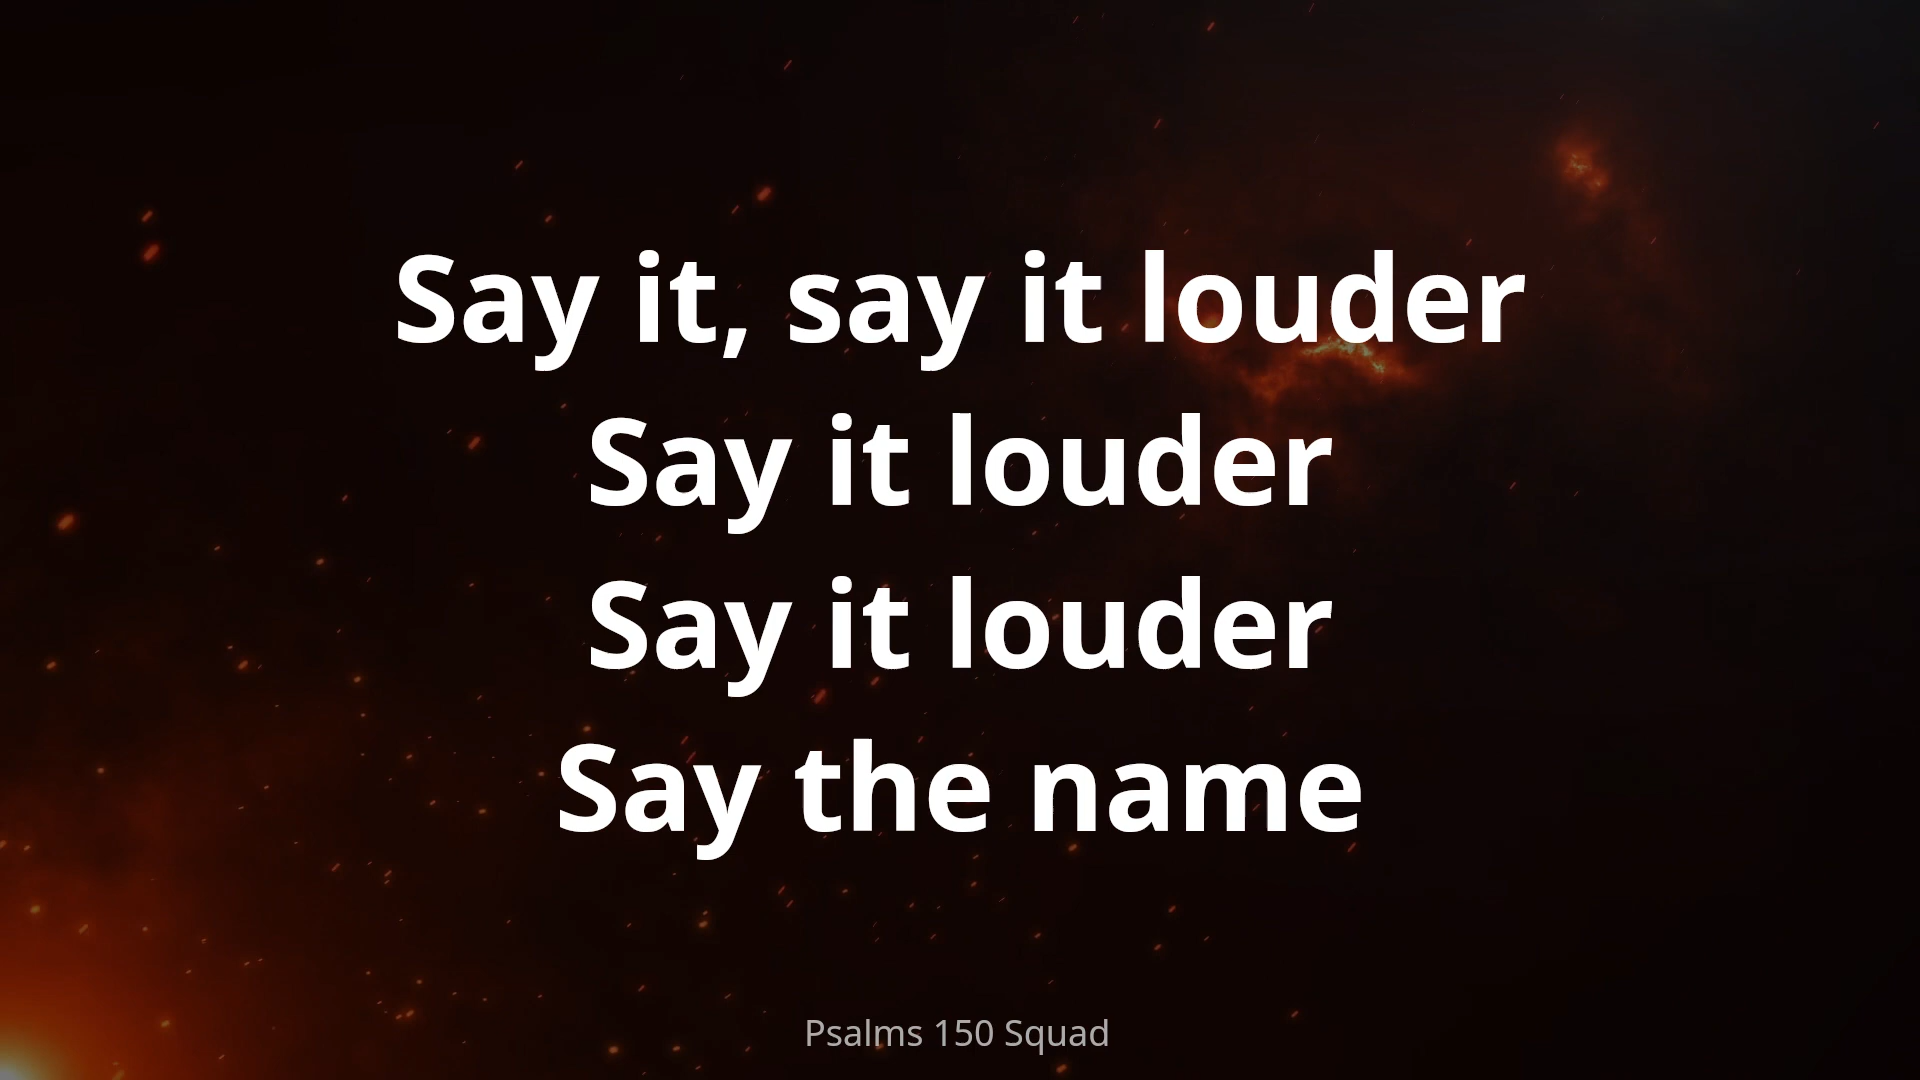 Say it, say it louder
Say it louder
Say it louder
Say the name
Psalms 150 Squad